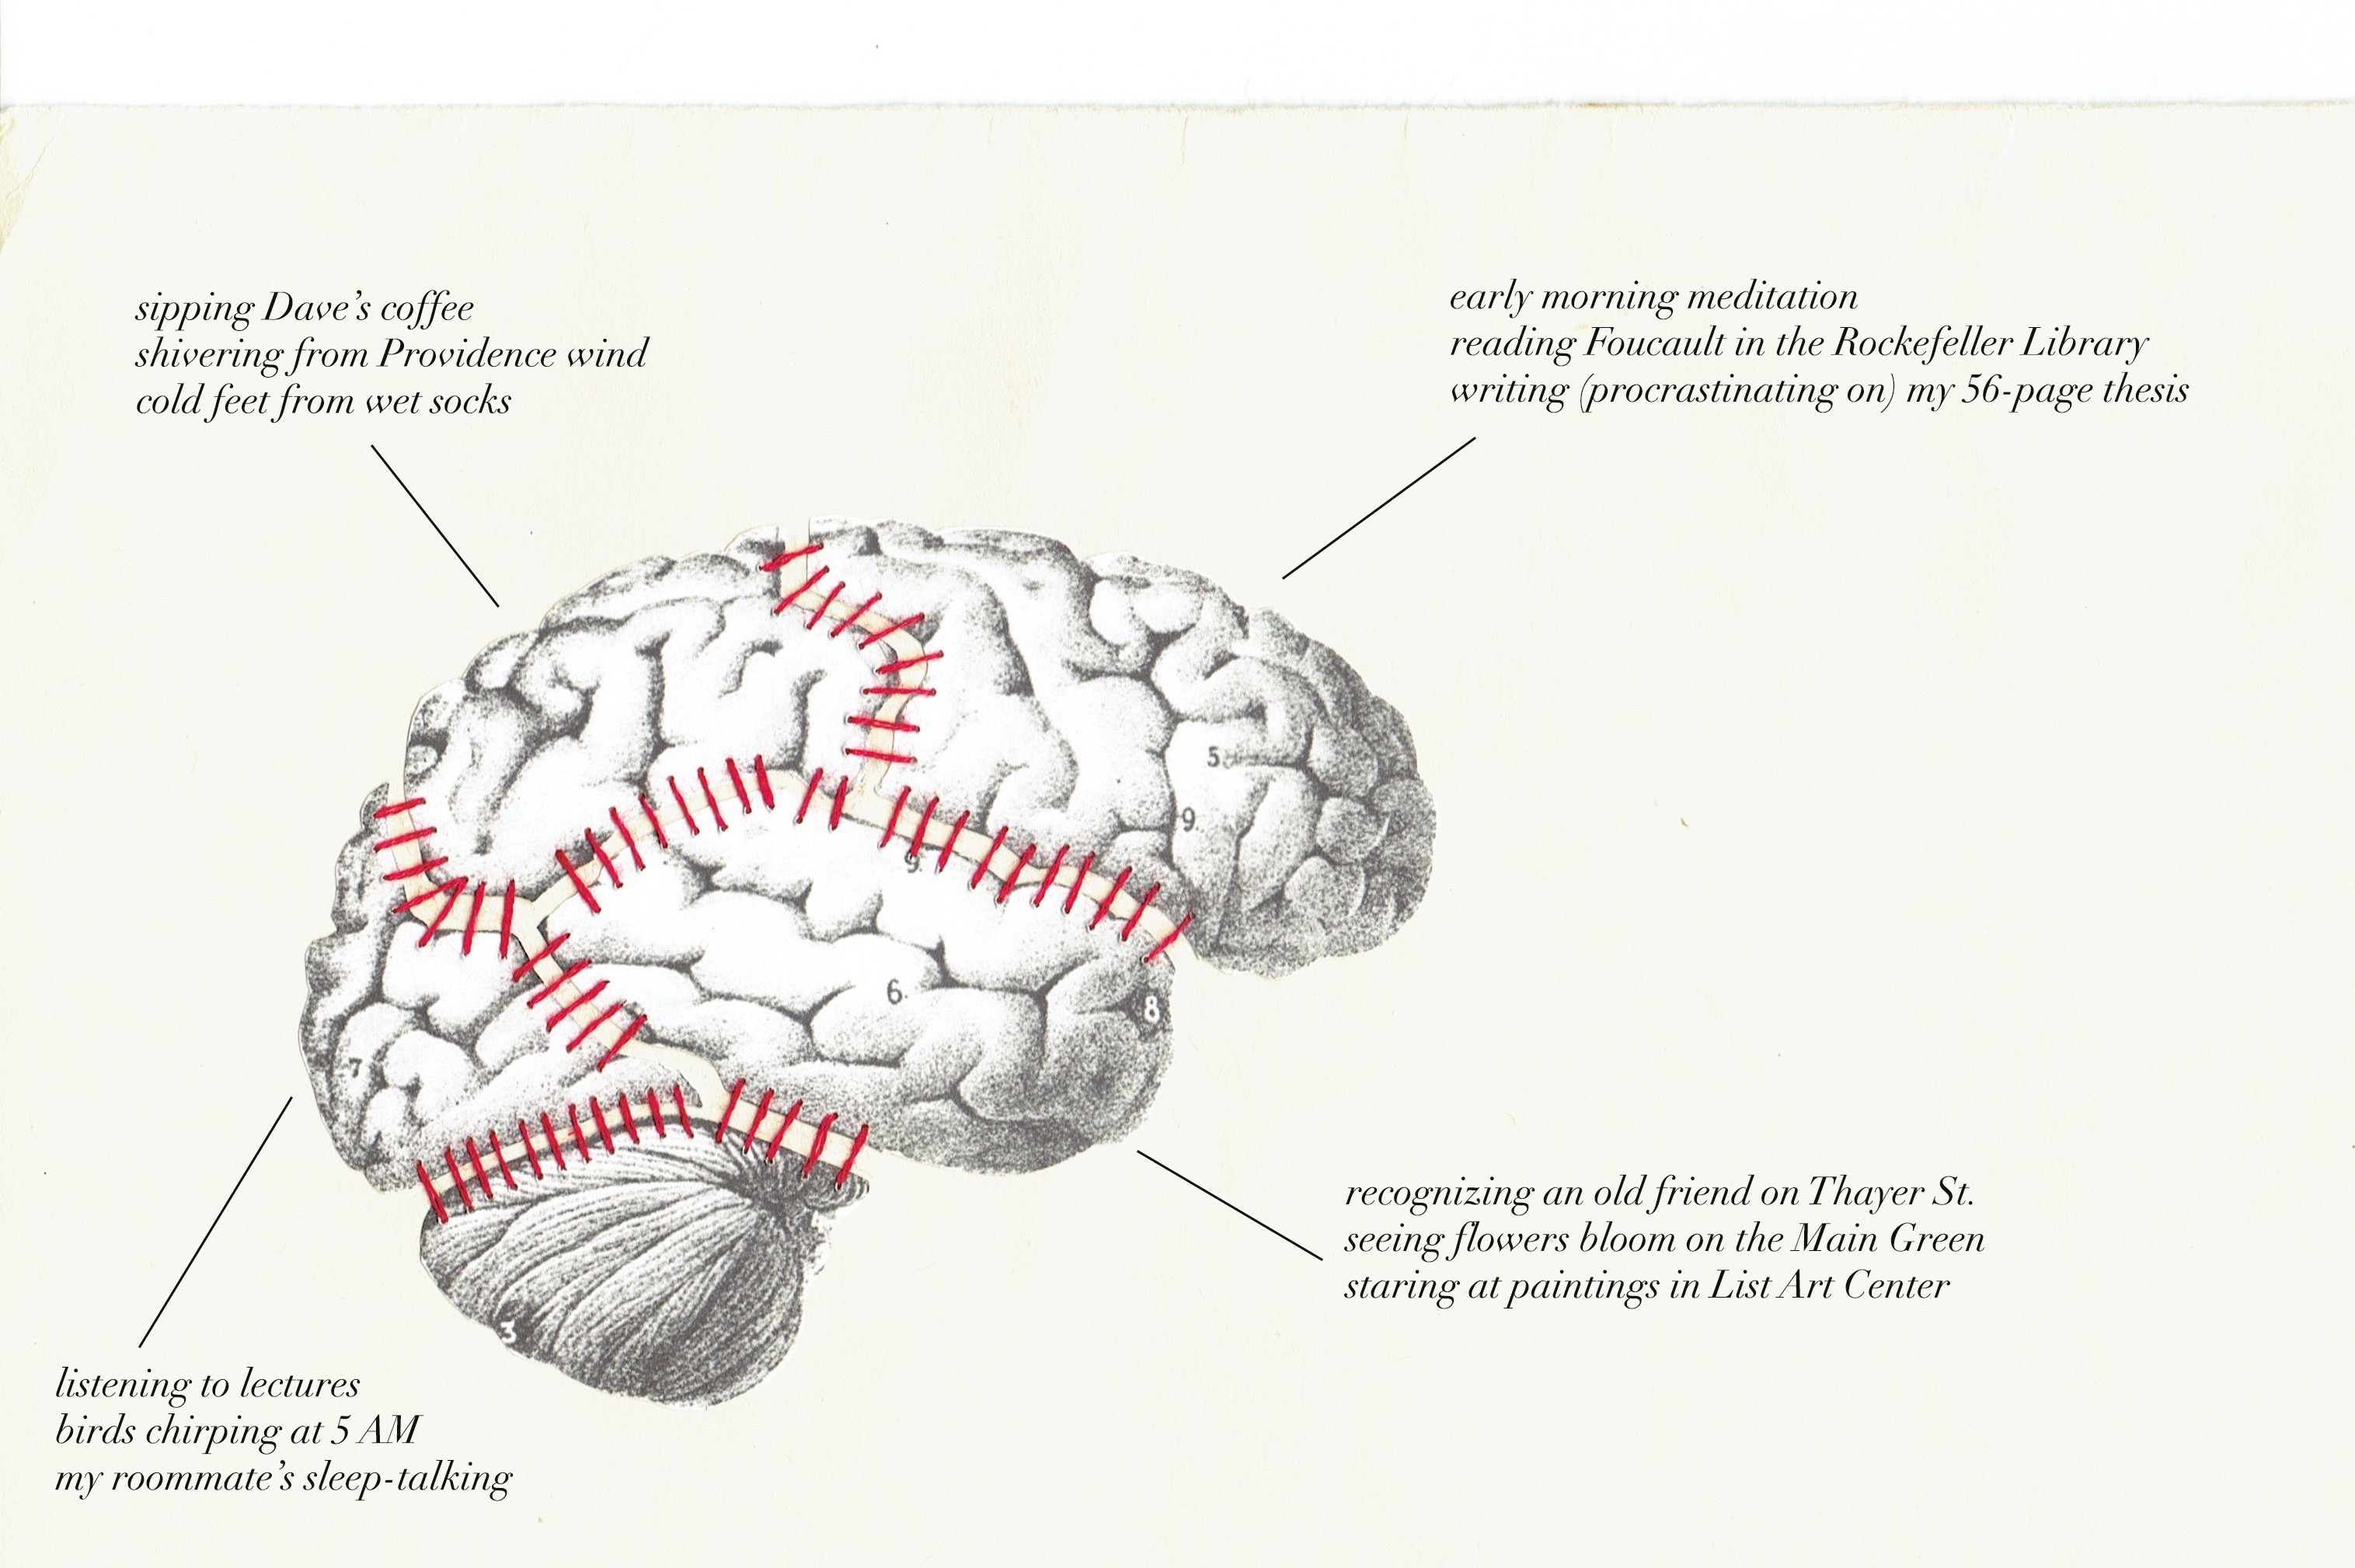 sipping Dave’s coffee
shivering from Providence wind
cold feet from wet socks
early morning meditation
reading Foucault in the Rockefeller Library
writing (procrastinating on) my 56-page thesis
5
9
9.
6.
8
7
3
recognizing an old friend on Thayer St.
seeing flowers bloom on the Main Green
staring at paintings in List Art Center
listening to lectures
birds chirping at 5 AM
my roommate’s sleep-talking